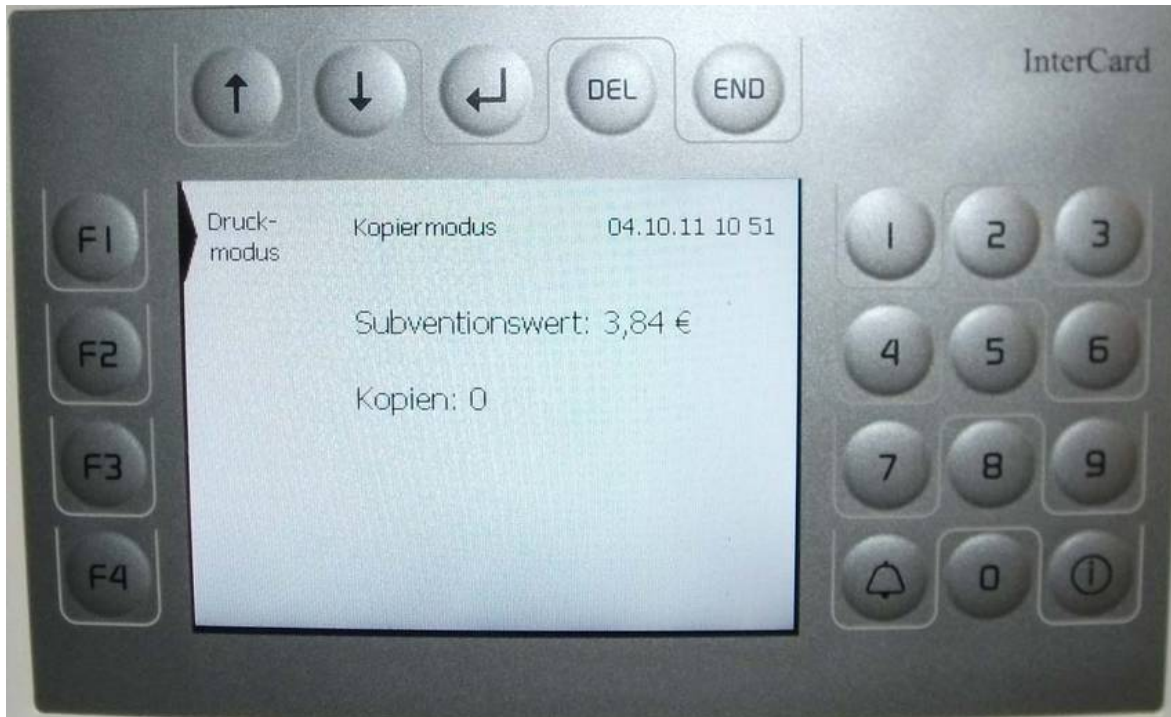 InterCard
↑ ↓ ↵ DEL END
F1
F2
F3
F4
Druck-
modus
Kopiermodus 04.10.11 10 51
Subventionswert: 3,84 €
Kopien: 0
1 2 3
4 5 6
7 8 9
0 i